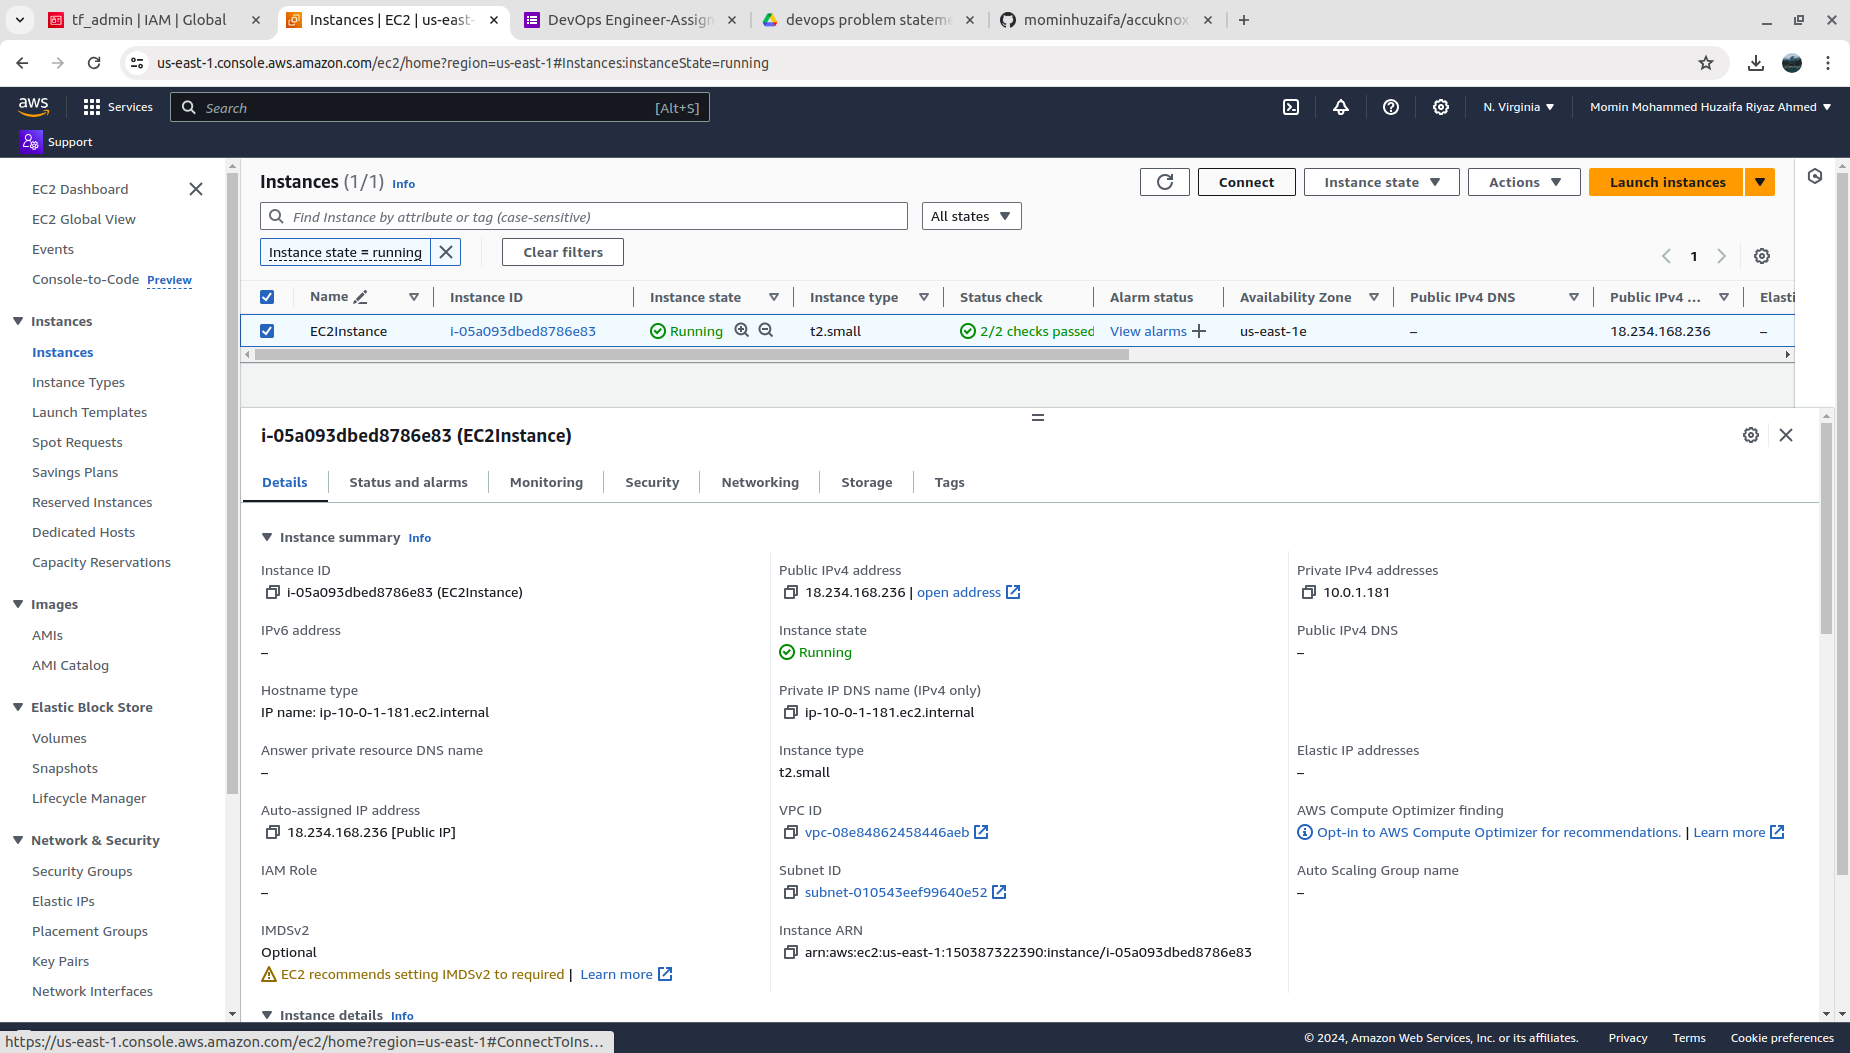 tf_admin | IAM | Global
Instances | EC2 | us-east-
DevOps Engineer-Assign
devops problem stateme
mominhuzaifa/accuknox
us-east-1.console.aws.amazon.com/ec2/home?region=us-east-1#Instances:instanceState=running
aws
Services
Search
[Alt+S]
N. Virginia
Momin Mohammed Huzaifa Riyaz Ahmed
Support
EC2 Dashboard
EC2 Global View
Events
Console-to-Code Preview
Instances
Instances
Instance Types
Launch Templates
Spot Requests
Savings Plans
Reserved Instances
Dedicated Hosts
Capacity Reservations
Images
AMIs
AMI Catalog
Elastic Block Store
Volumes
Snapshots
Lifecycle Manager
Network & Security
Security Groups
Elastic IPs
Placement Groups
Key Pairs
Network Interfaces
Instances (1/1) Info
Connect
Instance state
Actions
Launch instances
Find Instance by attribute or tag (case-sensitive)
All states
Instance state = running
Clear filters
1
Name Instance ID Instance state Instance type Status check Alarm status Availability Zone Public IPv4 DNS Public IPv4 ... Elasti
EC2Instance i-05a093dbed8786e83 Running t2.small 2/2 checks passed View alarms us-east-1e – 18.234.168.236 –
i-05a093dbed8786e83 (EC2Instance)
Details Status and alarms Monitoring Security Networking Storage Tags
Instance summary Info
Instance ID
i-05a093dbed8786e83 (EC2Instance)
Public IPv4 address
18.234.168.236 | open address
Private IPv4 addresses
10.0.1.181
IPv6 address
–
Instance state
Running
Public IPv4 DNS
–
Hostname type
IP name: ip-10-0-1-181.ec2.internal
Private IP DNS name (IPv4 only)
ip-10-0-1-181.ec2.internal
Answer private resource DNS name
–
Instance type
t2.small
Elastic IP addresses
–
Auto-assigned IP address
18.234.168.236 [Public IP]
VPC ID
vpc-08e84862458446aeb
AWS Compute Optimizer finding
Opt-in to AWS Compute Optimizer for recommendations. | Learn more
IAM Role
–
Subnet ID
subnet-010543eef99640e52
Auto Scaling Group name
–
IMDSv2
Optional
EC2 recommends setting IMDSv2 to required | Learn more
Instance ARN
arn:aws:ec2:us-east-1:150387322390:instance/i-05a093dbed8786e83
Instance details Info
https://us-east-1.console.aws.amazon.com/ec2/home?region=us-east-1#ConnectToIns...
© 2024, Amazon Web Services, Inc. or its affiliates.
Privacy
Terms
Cookie preferences